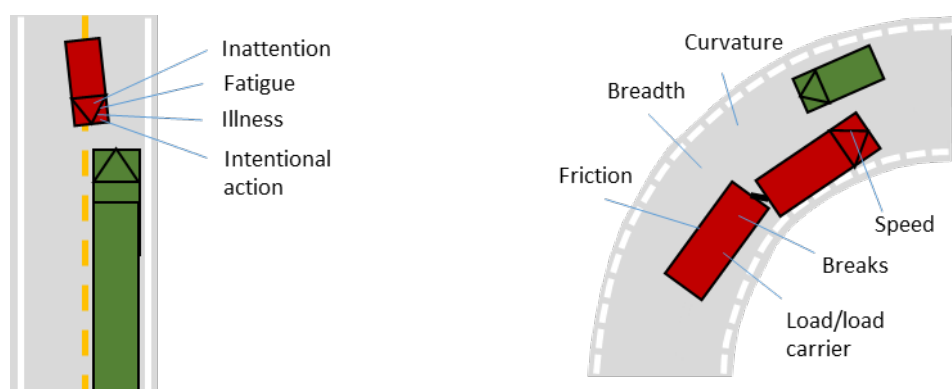 Inattention
Fatigue
Illness
Intentional
action
Curvature
Breadth
Friction
Speed
Breaks
Load/load
carrier